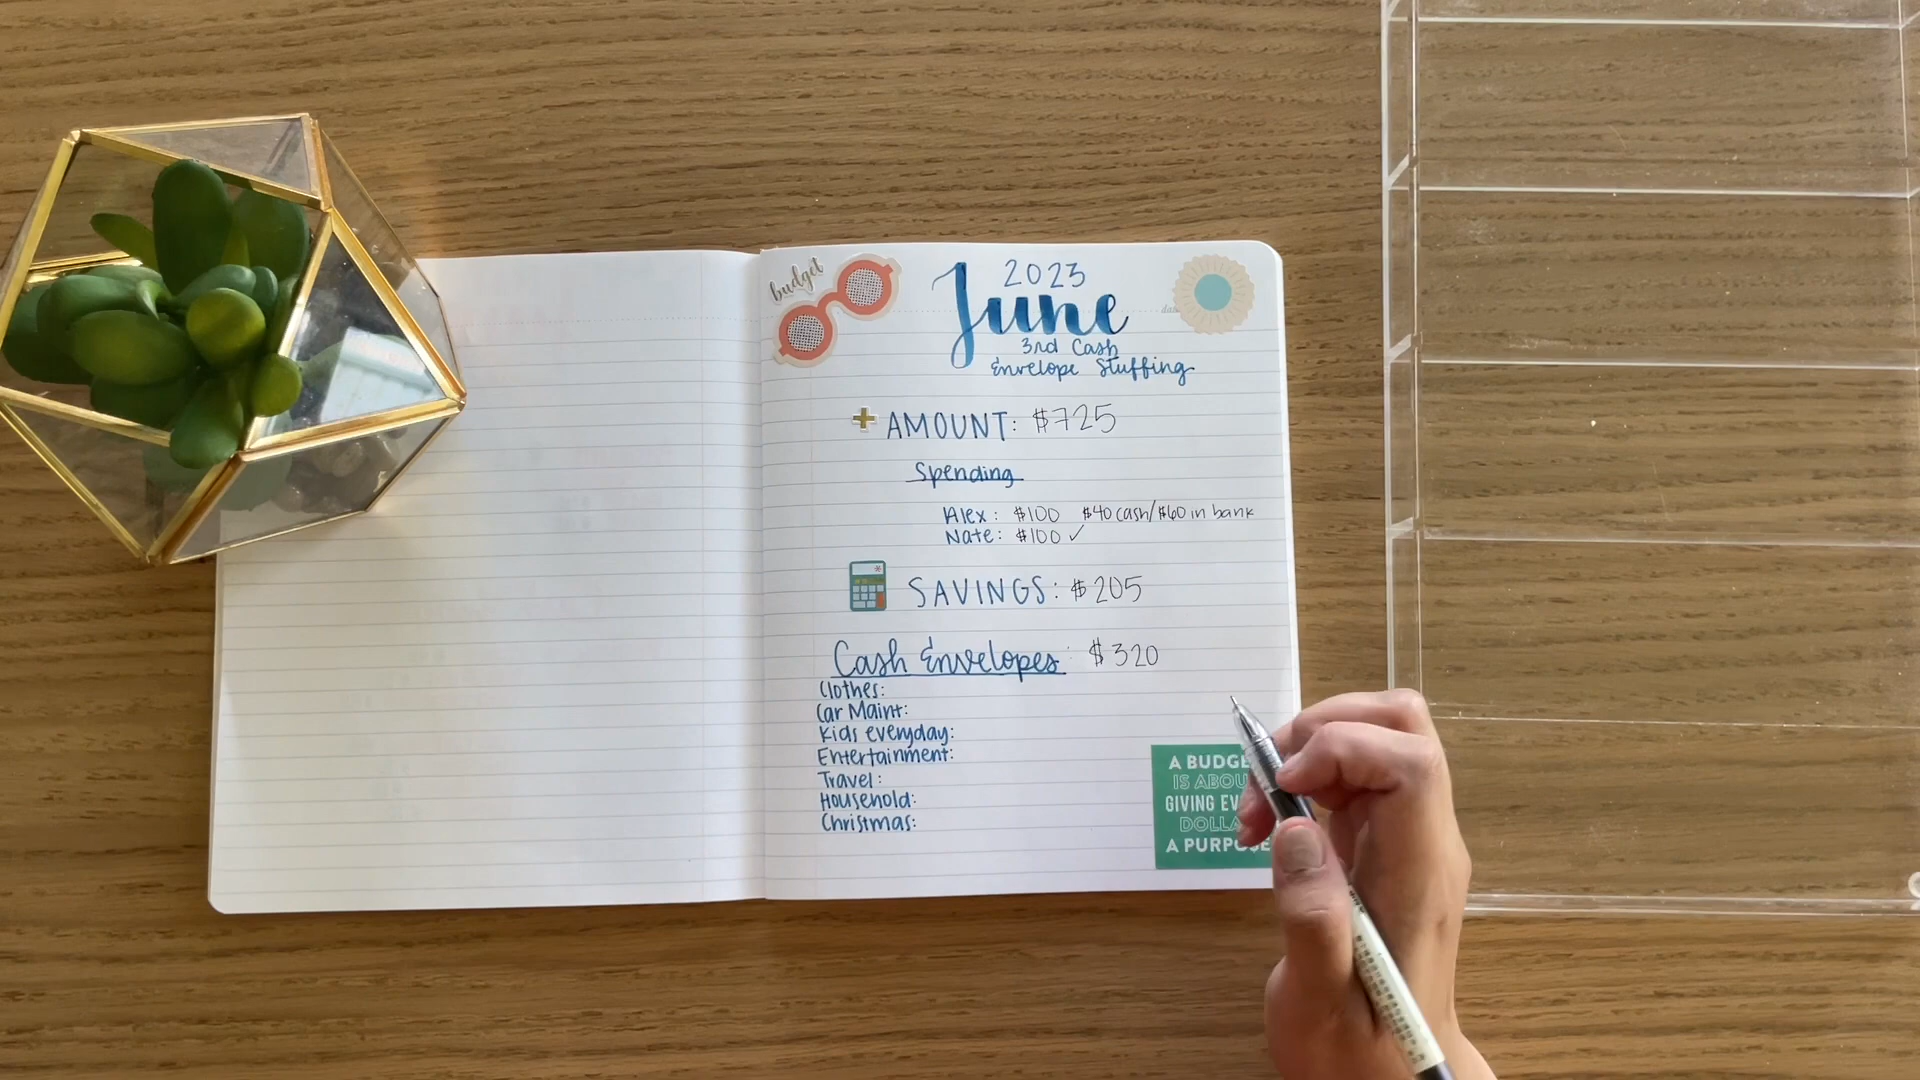 budget
2023
June
date
3rd Cash
Envelope Stuffing
AMOUNT: $725
Spending
Alex: $100 $40 cash/$60 in bank
Nate: $100 ✓
SAVINGS: $205
Cash Envelopes: $320
Clothes:
Car Maint:
Kids everyday:
Entertainment:
Travel:
Household:
Christmas:
A BUDGE
IS ABOU
GIVING EV
DOLLA
A PURPOSE